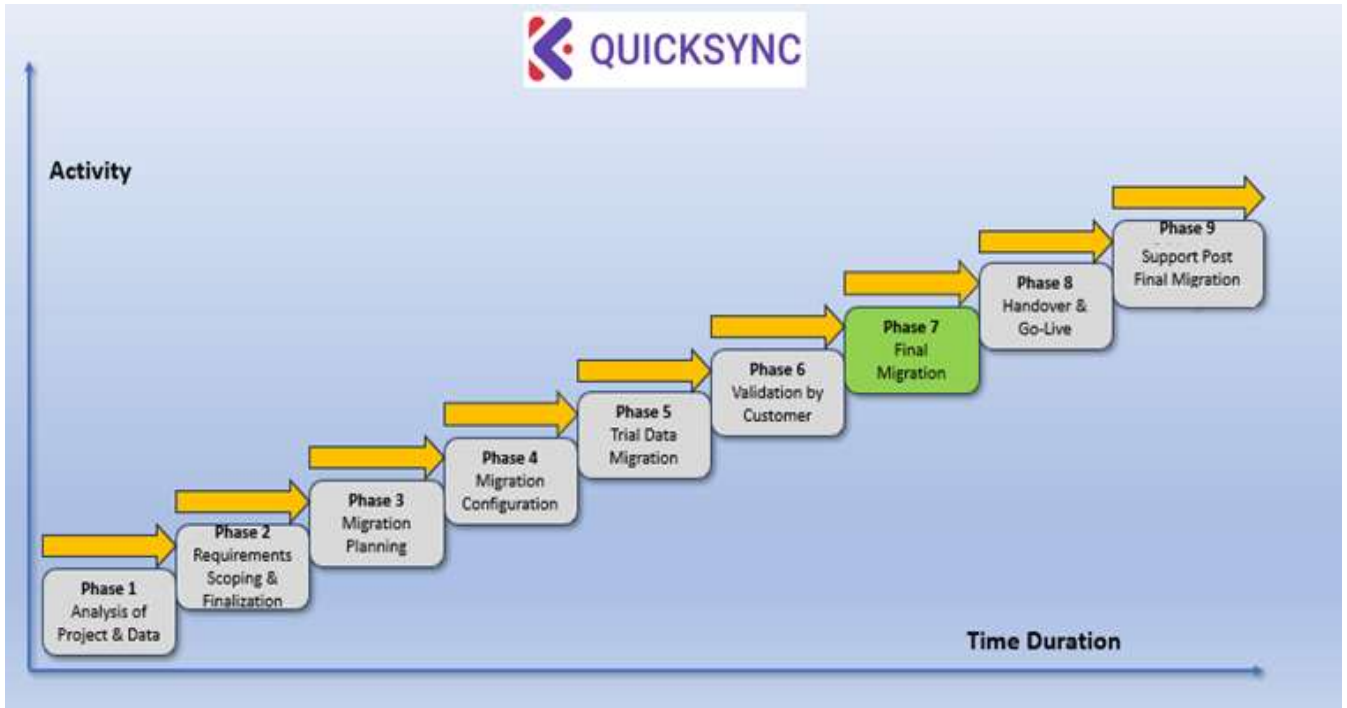 QUICKSYNC
Activity
Phase 1
Analysis of
Project & Data
Phase 2
Requirements
Scoping &
Finalization
Phase 3
Migration
Planning
Phase 4
Migration
Configuration
Phase 5
Trial Data
Migration
Phase 6
Validation by
Customer
Phase 7
Final
Migration
Phase 8
Handover &
Go-Live
Phase 9
Support Post
Final Migration
Time Duration